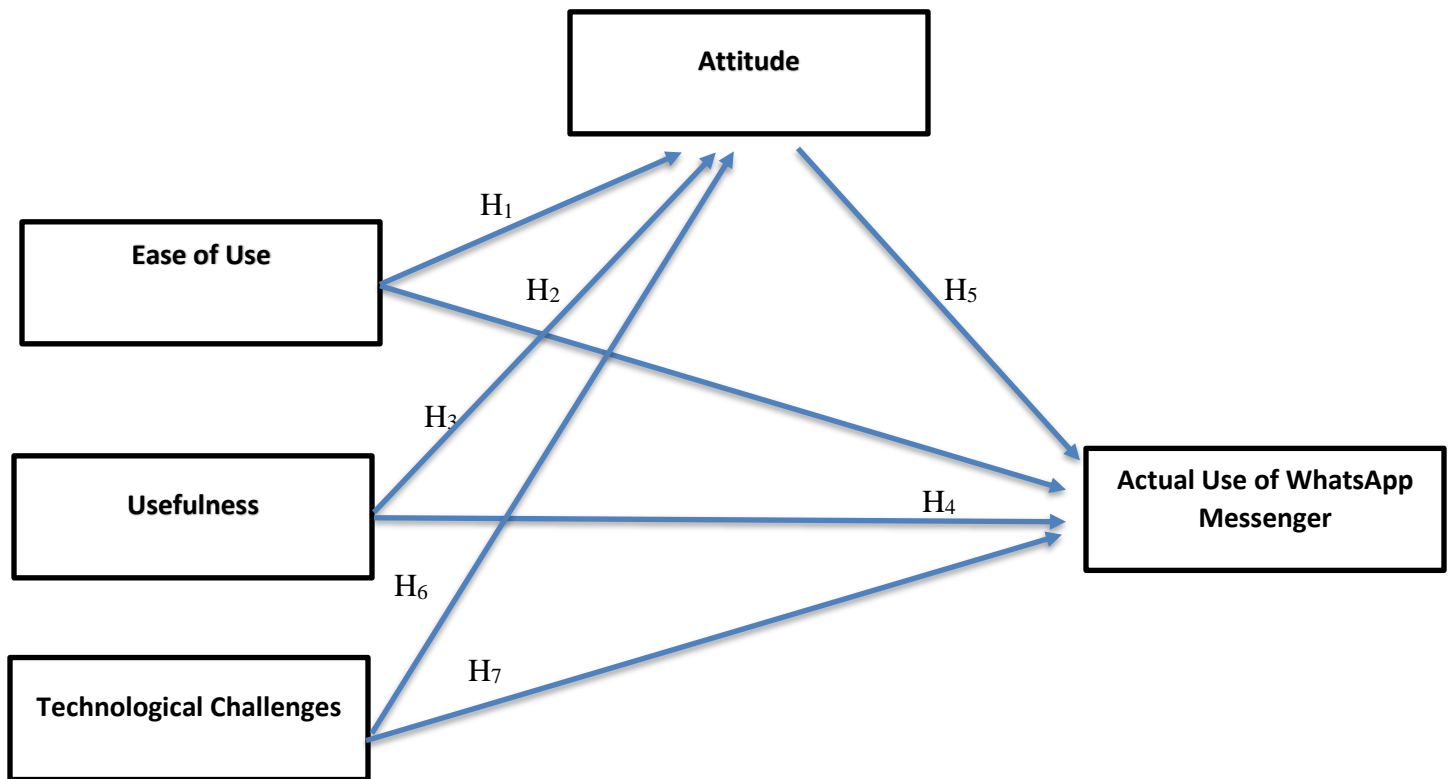 Attitude
H₁
Ease of Use
H₂
H₅
H₃
Usefulness
H₄
Actual Use of WhatsApp
Messenger
H₆
H₇
Technological Challenges